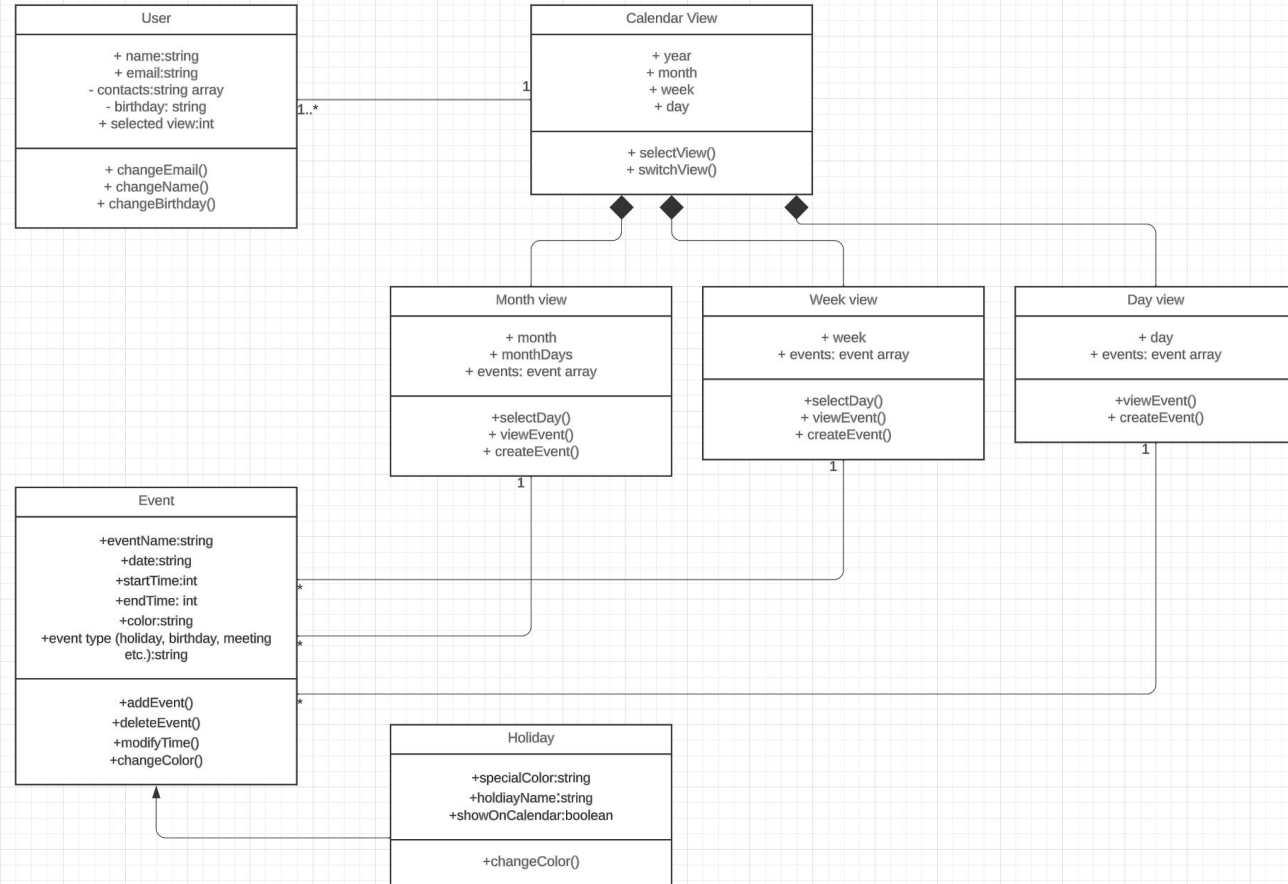 User
+ name:string
+ email:string
- contacts:string array
- birthday: string
+ selected view:int
+ changeEmail()
+ changeName()
+ changeBirthday()
1..*
1
Calendar View
+ year
+ month
+ week
+ day
+ selectView()
+ switchView()
Month view
+ month
+ monthDays
+ events: event array
+selectDay()
+ viewEvent()
+ createEvent()
1
Week view
+ week
+ events: event array
+selectDay()
+ viewEvent()
+ createEvent()
1
Day view
+ day
+ events: event array
+viewEvent()
+ createEvent()
1
Event
+eventName:string
+date:string
+startTime:int
+endTime: int
+color:string
+event type (holiday, birthday, meeting
etc.):string
+addEvent()
+deleteEvent()
+modifyTime()
+changeColor()
*
*
*
Holiday
+specialColor:string
+holdiayName:string
+showOnCalendar:boolean
+changeColor()